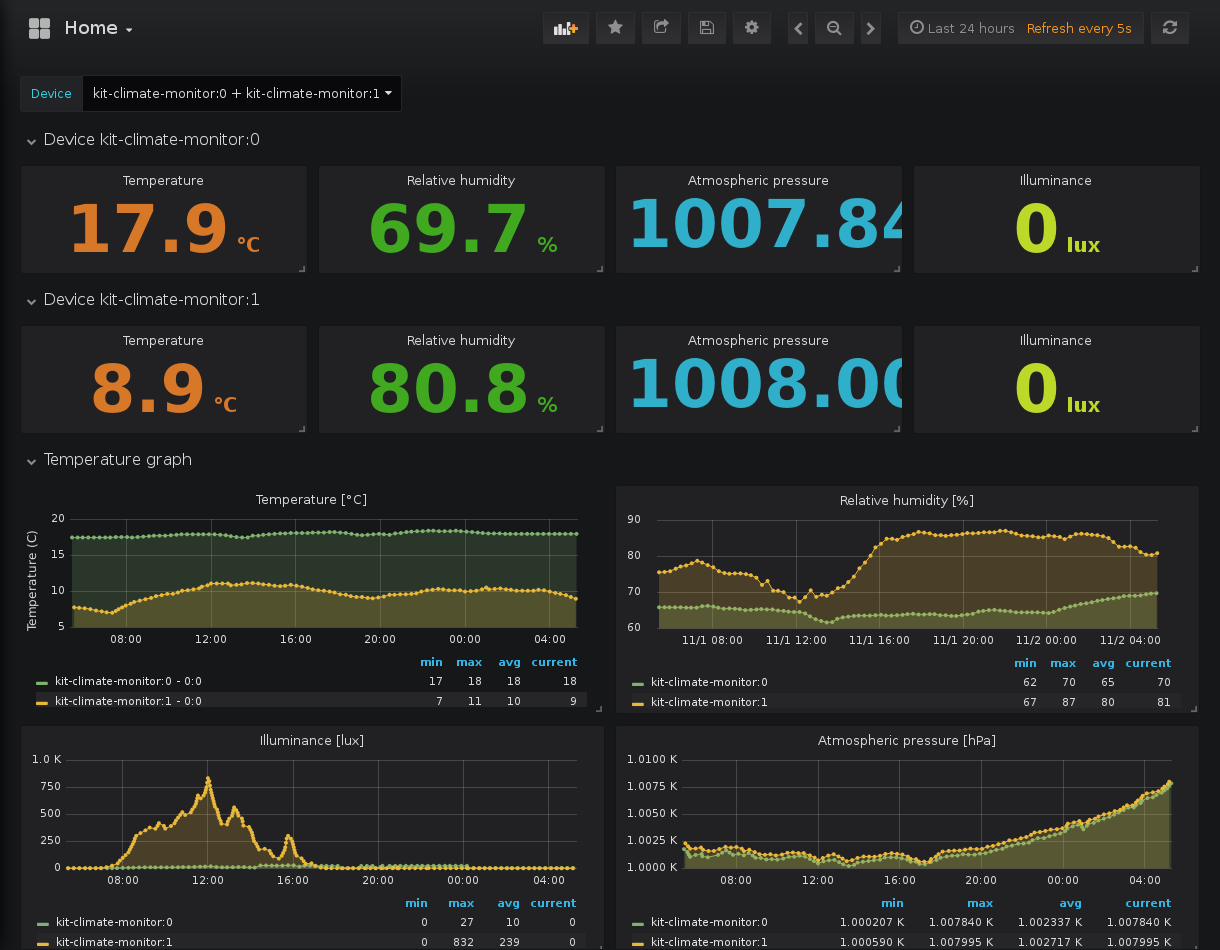 Home
Last 24 hours Refresh every 5s
Device kit-climate-monitor:0 + kit-climate-monitor:1
Device kit-climate-monitor:0
Temperature Relative humidity Atmospheric pressure Illuminance
17.9 °C 69.7 % 1007.84 0 lux
Device kit-climate-monitor:1
Temperature Relative humidity Atmospheric pressure Illuminance
8.9 °C 80.8 % 1008.00 0 lux
Temperature graph
Temperature [°C]
Temperature (C)
20
15
10
5
08:00 12:00 16:00 20:00 00:00 04:00
min max avg current
kit-climate-monitor:0 - 0:0 17 18 18 18
kit-climate-monitor:1 - 0:0 7 11 10 9
Relative humidity [%]
90
80
70
60
11/1 08:00 11/1 12:00 11/1 16:00 11/1 20:00 11/2 00:00 11/2 04:00
min max avg current
kit-climate-monitor:0 62 70 65 70
kit-climate-monitor:1 67 87 80 81
Illuminance [lux]
1.0 K
750
500
250
0
08:00 12:00 16:00 20:00 00:00 04:00
min max avg current
kit-climate-monitor:0 0 27 10 0
kit-climate-monitor:1 0 832 239 0
Atmospheric pressure [hPa]
1.0100 K
1.0075 K
1.0050 K
1.0025 K
1.0000 K
08:00 12:00 16:00 20:00 00:00 04:00
min max avg current
kit-climate-monitor:0 1.000207 K 1.007840 K 1.002337 K 1.007840 K
kit-climate-monitor:1 1.000590 K 1.007995 K 1.002717 K 1.007995 K